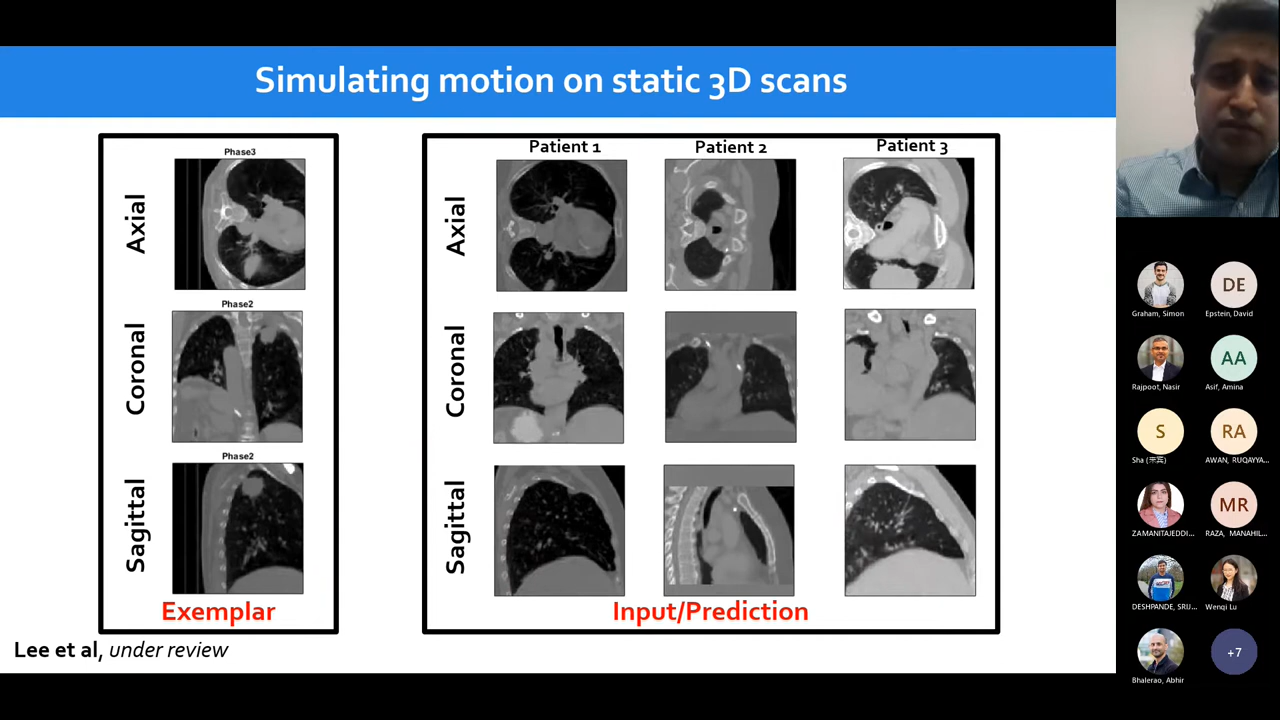 Simulating motion on static 3D scans
Phase3
Axial
Phase2
Coronal
Phase2
Sagittal
Exemplar
Patient 1
Patient 2
Patient 3
Axial
Coronal
Sagittal
Input/Prediction
Lee et al, under review
Graham, Simon
DE
Epstein, David
Rajpoot, Nasir
AA
Asif, Amina
S
Sha
RA
AWAN, RUQAYYA...
ZAMANITAJEDDI...
MR
RAZA, MANAHIL...
DESHPANDE, SRIJ...
Wenqi Lu
Bhalerao, Abhir
+7